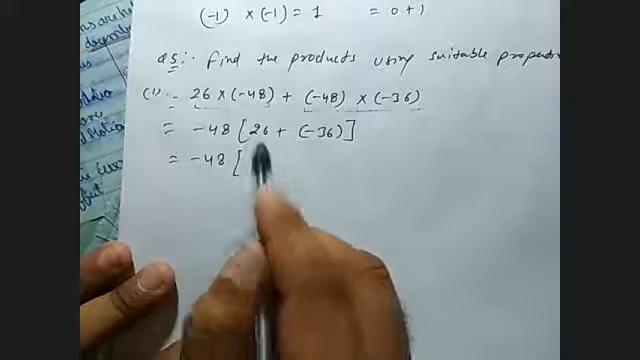 (-1) × (-1) = 1 = 0+1
Q5:- Find the products using suitable
(1) - 26 × (-48) + (-48) × (-36)
= -48 [26 + (-36)]
= -48 [